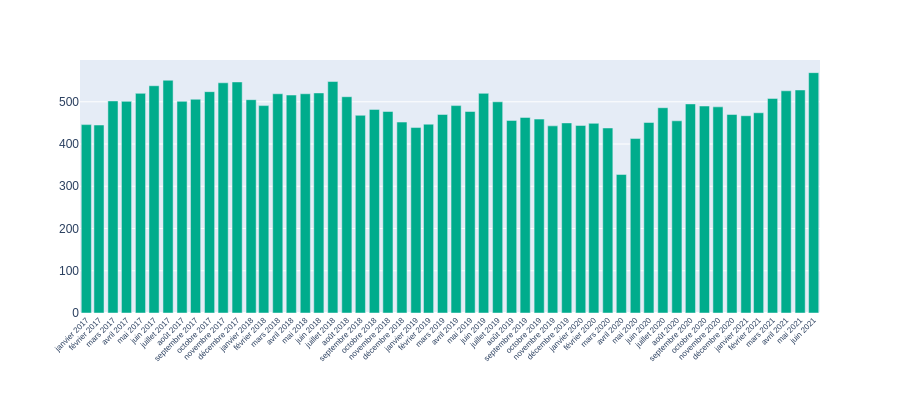 500
400
300
200
100
0
janvier 2017
février 2017
mars 2017
avril 2017
mai 2017
juin 2017
juillet 2017
août 2017
septembre 2017
octobre 2017
novembre 2017
décembre 2017
janvier 2018
février 2018
mars 2018
avril 2018
mai 2018
juin 2018
juillet 2018
août 2018
septembre 2018
octobre 2018
novembre 2018
décembre 2018
janvier 2019
février 2019
mars 2019
avril 2019
mai 2019
juin 2019
juillet 2019
août 2019
septembre 2019
octobre 2019
novembre 2019
décembre 2019
janvier 2020
février 2020
mars 2020
avril 2020
mai 2020
juin 2020
juillet 2020
août 2020
septembre 2020
octobre 2020
novembre 2020
décembre 2020
janvier 2021
février 2021
mars 2021
avril 2021
mai 2021
juin 2021